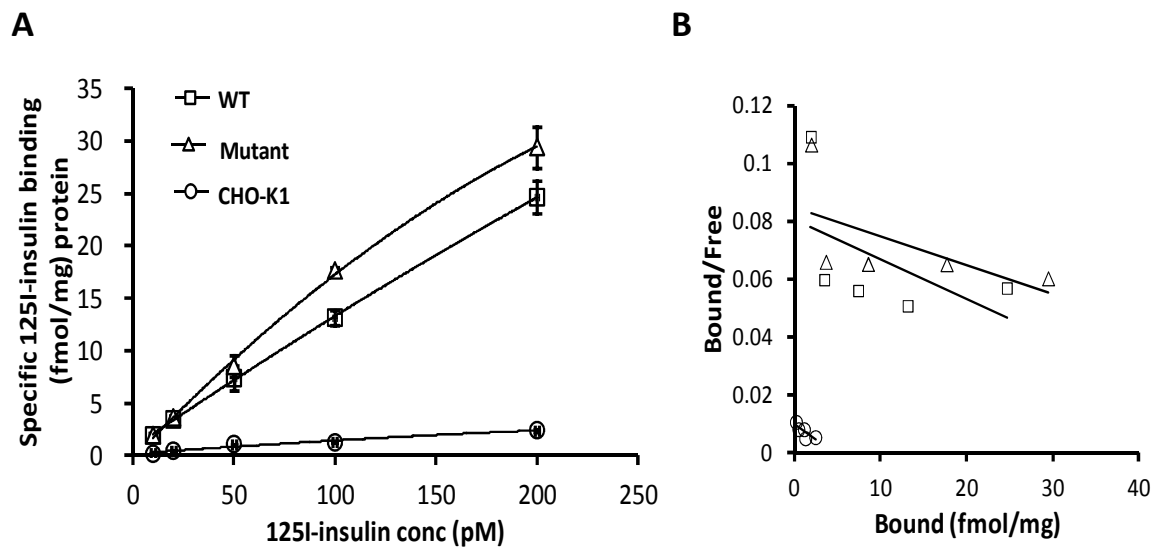 A
B
Specific 125I-insulin binding
(fmol/mg) protein
35
30
25
20
15
10
5
0
WT
Mutant
CHO-K1
0
50
100
150
200
250
125I-insulin conc (pM)
Bound/Free
0.12
0.1
0.08
0.06
0.04
0.02
0
0
10
20
30
40
Bound (fmol/mg)